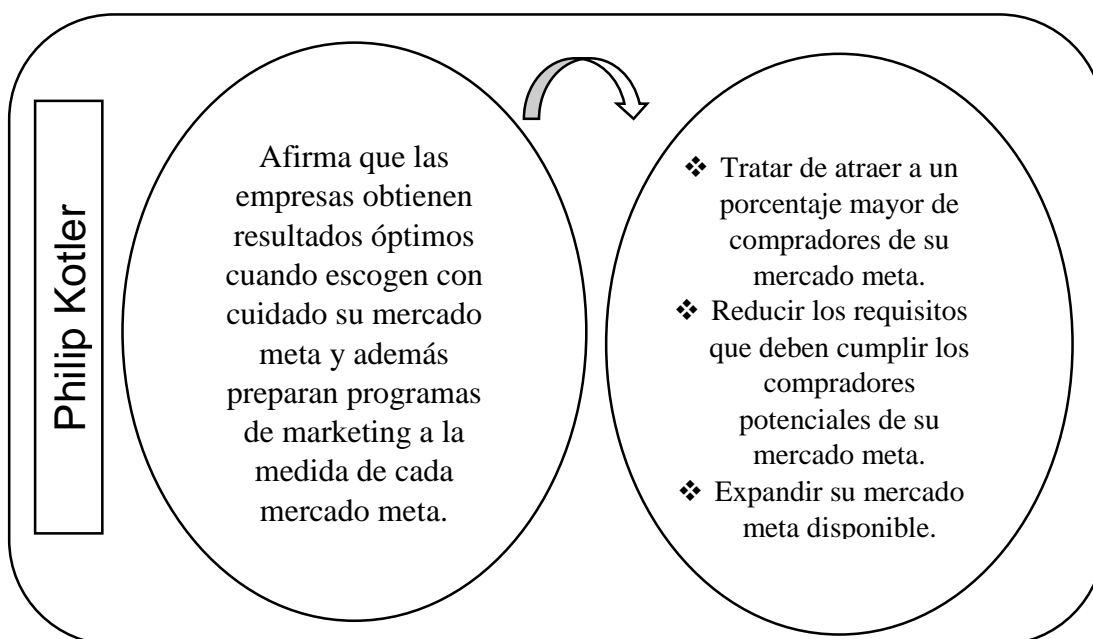 Philip Kotler
Afirma que las
empresas obtienen
resultados óptimos
cuando escogen con
cuidado su mercado
meta y además
preparan programas
de marketing a la
medida de cada
mercado meta.
❖ Tratar de atraer a un
porcentaje mayor de
compradores de su
mercado meta.
❖ Reducir los requisitos
que deben cumplir los
compradores
potenciales de su
mercado meta.
❖ Expandir su mercado
meta disponible.